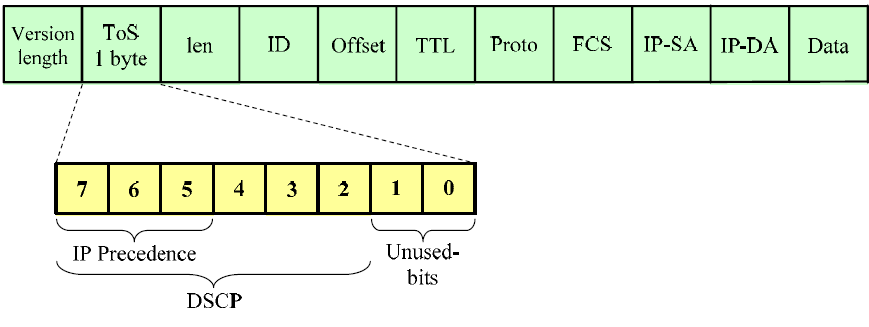 Version
length
ToS
1 byte
len
ID
Offset
TTL
Proto
FCS
IP-SA
IP-DA
Data
7 6 5 4 3 2 1 0
IP Precedence
Unused-
bits
DSCP